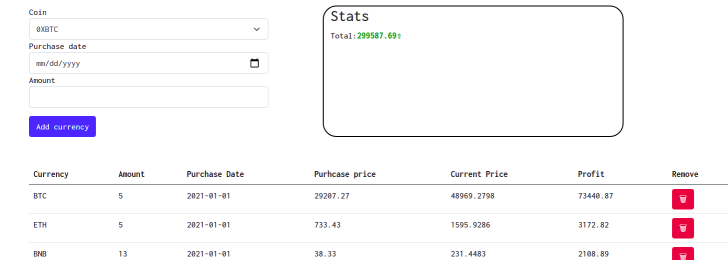 Coin
0XBTC
Purchase date
mm/dd/yyyy
Amount
Add currency
Stats
Total:299587.69⇧
Currency Amount Purchase Date Purhcase price Current Price Profit Remove
BTC 5 2021-01-01 29207.27 48969.2798 73440.87
ETH 5 2021-01-01 733.43 1595.9286 3172.82
BNB 13 2021-01-01 38.33 231.4483 2108.89